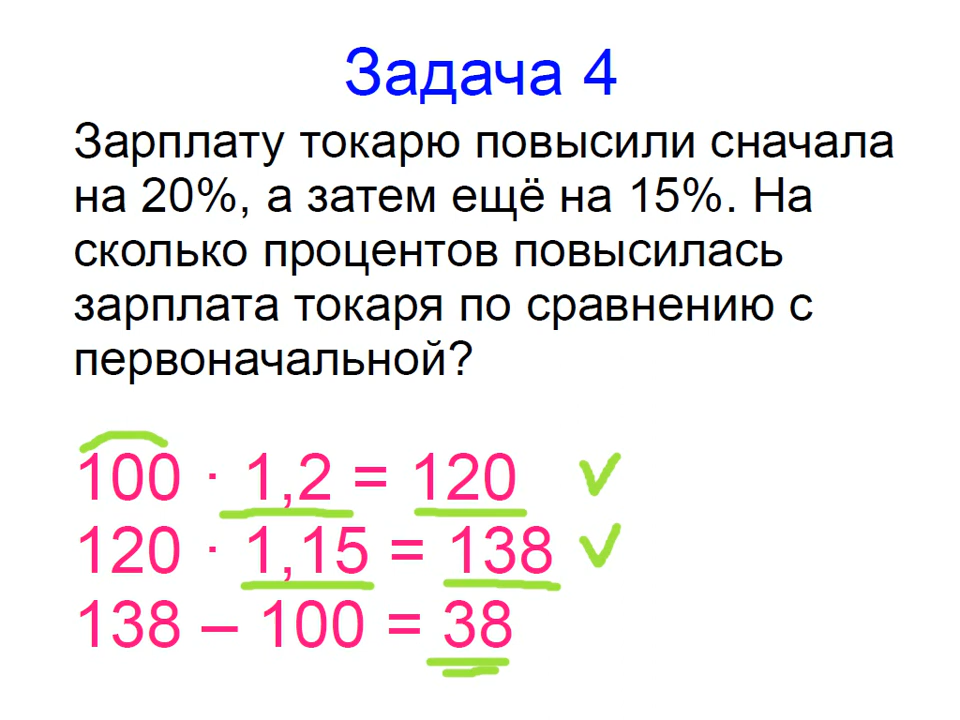 Задача 4
Зарплату токарю повысили сначала
на 20%, а затем ещё на 15%. На
сколько процентов повысилась
зарплата токаря по сравнению с
первоначальной?
100 · 1,2 = 120
120 · 1,15 = 138
138 – 100 = 38